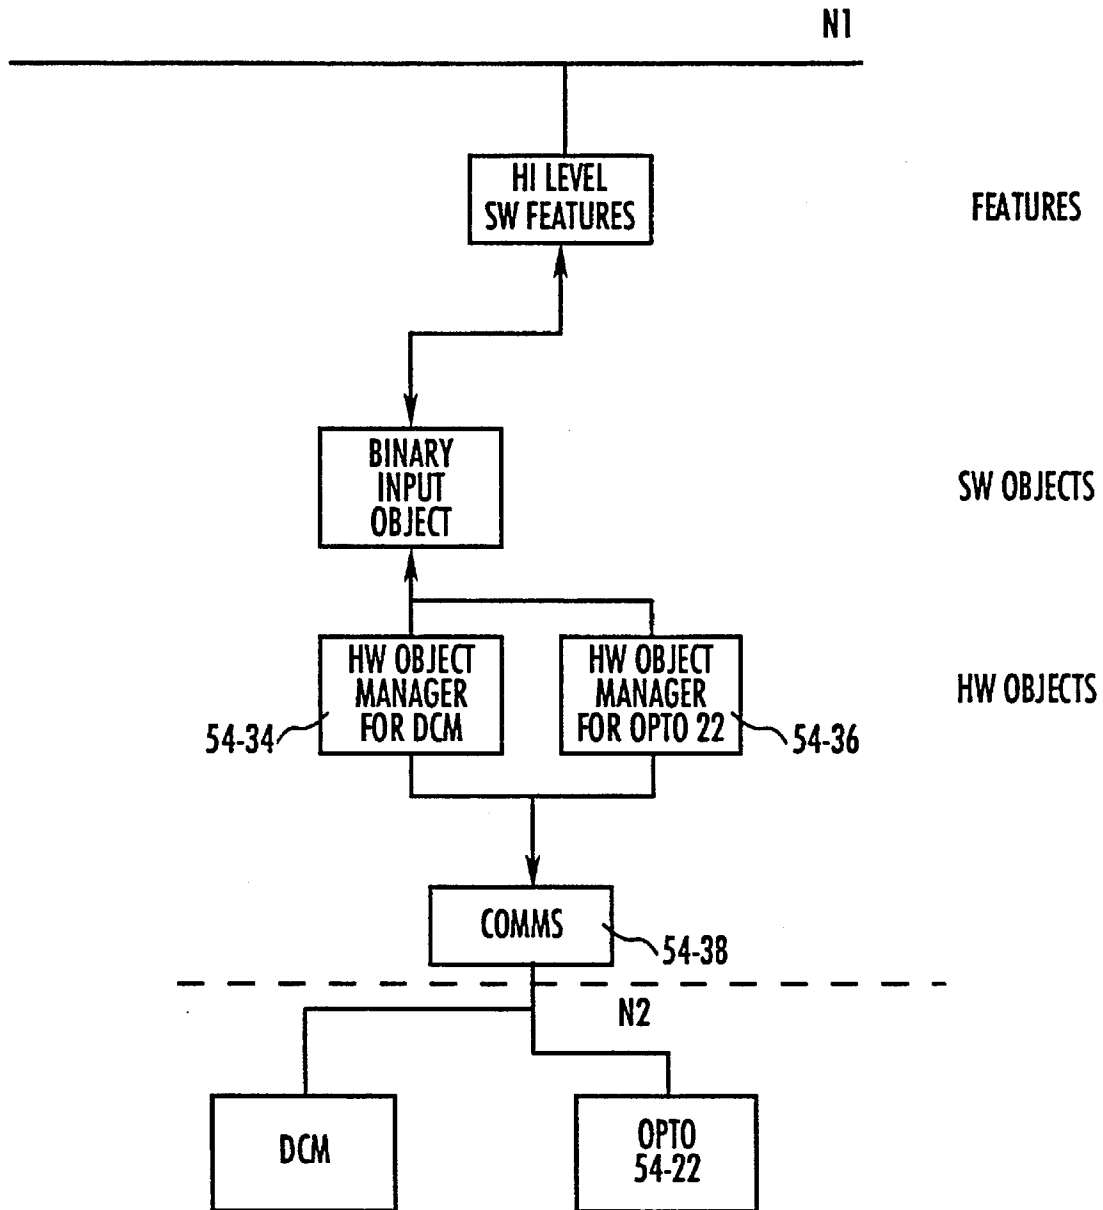 N1
HI LEVEL
SW FEATURES
FEATURES
BINARY
INPUT
OBJECT
SW OBJECTS
HW OBJECT
MANAGER
FOR DCM
HW OBJECT
MANAGER
FOR OPTO 22
HW OBJECTS
54-34
54-36
COMMS
54-38
N2
DCM
OPTO
54-22